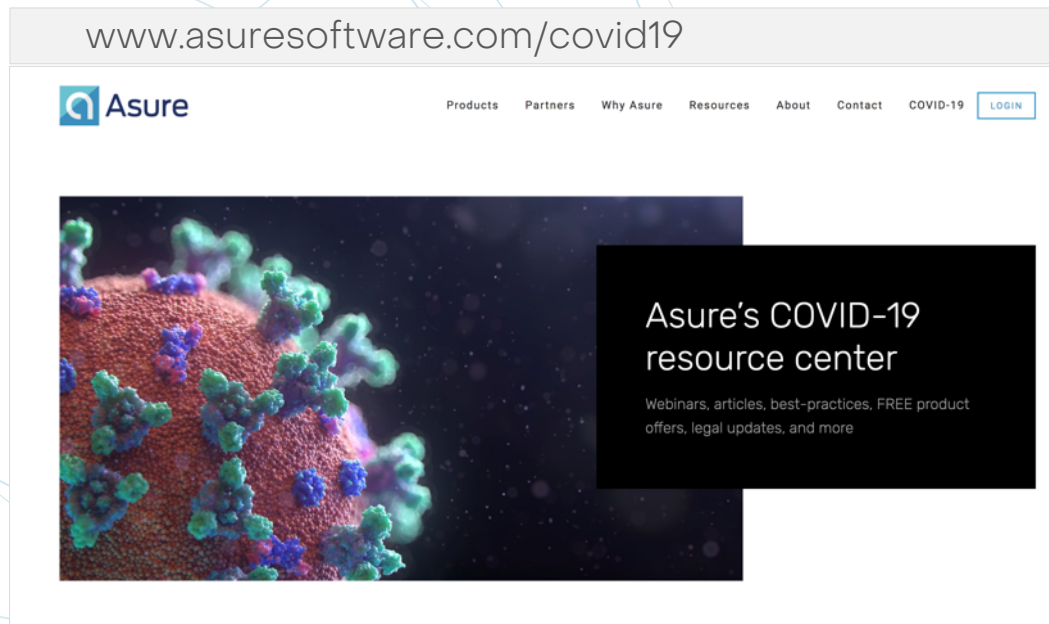 www.asuresoftware.com/covid19
Asure
Products Partners Why Asure Resources About Contact COVID-19 LOGIN
Asure’s COVID-19
resource center
Webinars, articles, best-practices, FREE product
offers, legal updates, and more